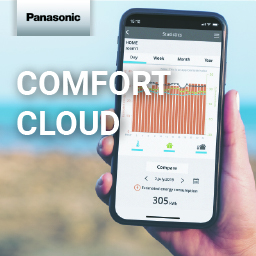 Panasonic
COMFORT
CLOUD
Statistics
HOME
Day
Week
Month
Year
Compare
Estimated energy consumption
305 kWh